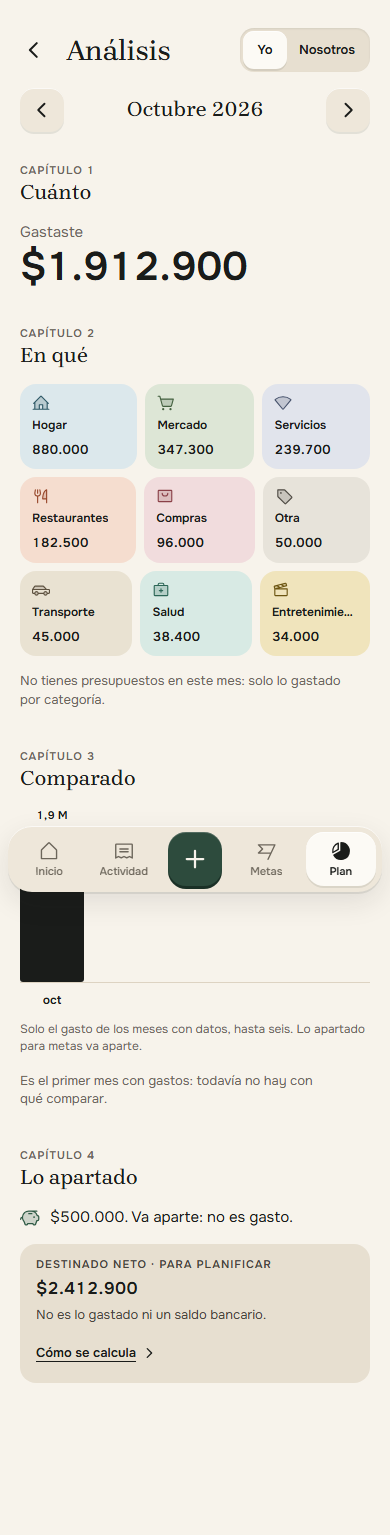 Análisis
Yo
Nosotros
Octubre 2026
CAPÍTULO 1
Cuánto
Gastaste
$1.912.900
CAPÍTULO 2
En qué
Hogar
880.000
Mercado
347.300
Servicios
239.700
Restaurantes
182.500
Compras
96.000
Otra
50.000
Transporte
45.000
Salud
38.400
Entretenimie...
34.000
No tienes presupuestos en este mes: solo lo gastado
por categoría.
CAPÍTULO 3
Comparado
1,9 M
Inicio
Actividad
Metas
Plan
oct
Solo el gasto de los meses con datos, hasta seis. Lo apartado
para metas va aparte.
Es el primer mes con gastos: todavía no hay con
qué comparar.
CAPÍTULO 4
Lo apartado
$500.000. Va aparte: no es gasto.
DESTINADO NETO · PARA PLANIFICAR
$2.412.900
No es lo gastado ni un saldo bancario.
Cómo se calcula